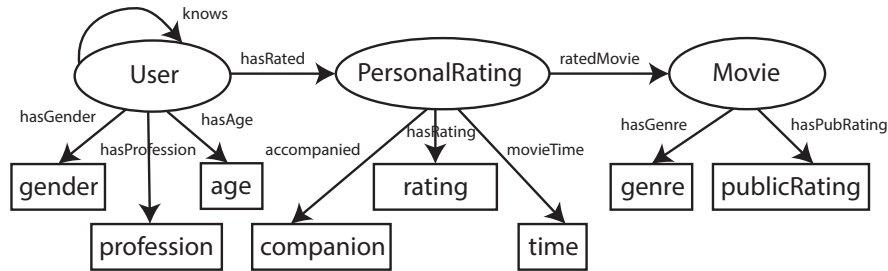 knows
User
hasRated
PersonalRating
ratedMovie
Movie
hasGender
hasProfession
hasAge
accompanied
hasRating
movieTime
hasGenre
hasPubRating
gender
age
rating
genre
publicRating
profession
companion
time